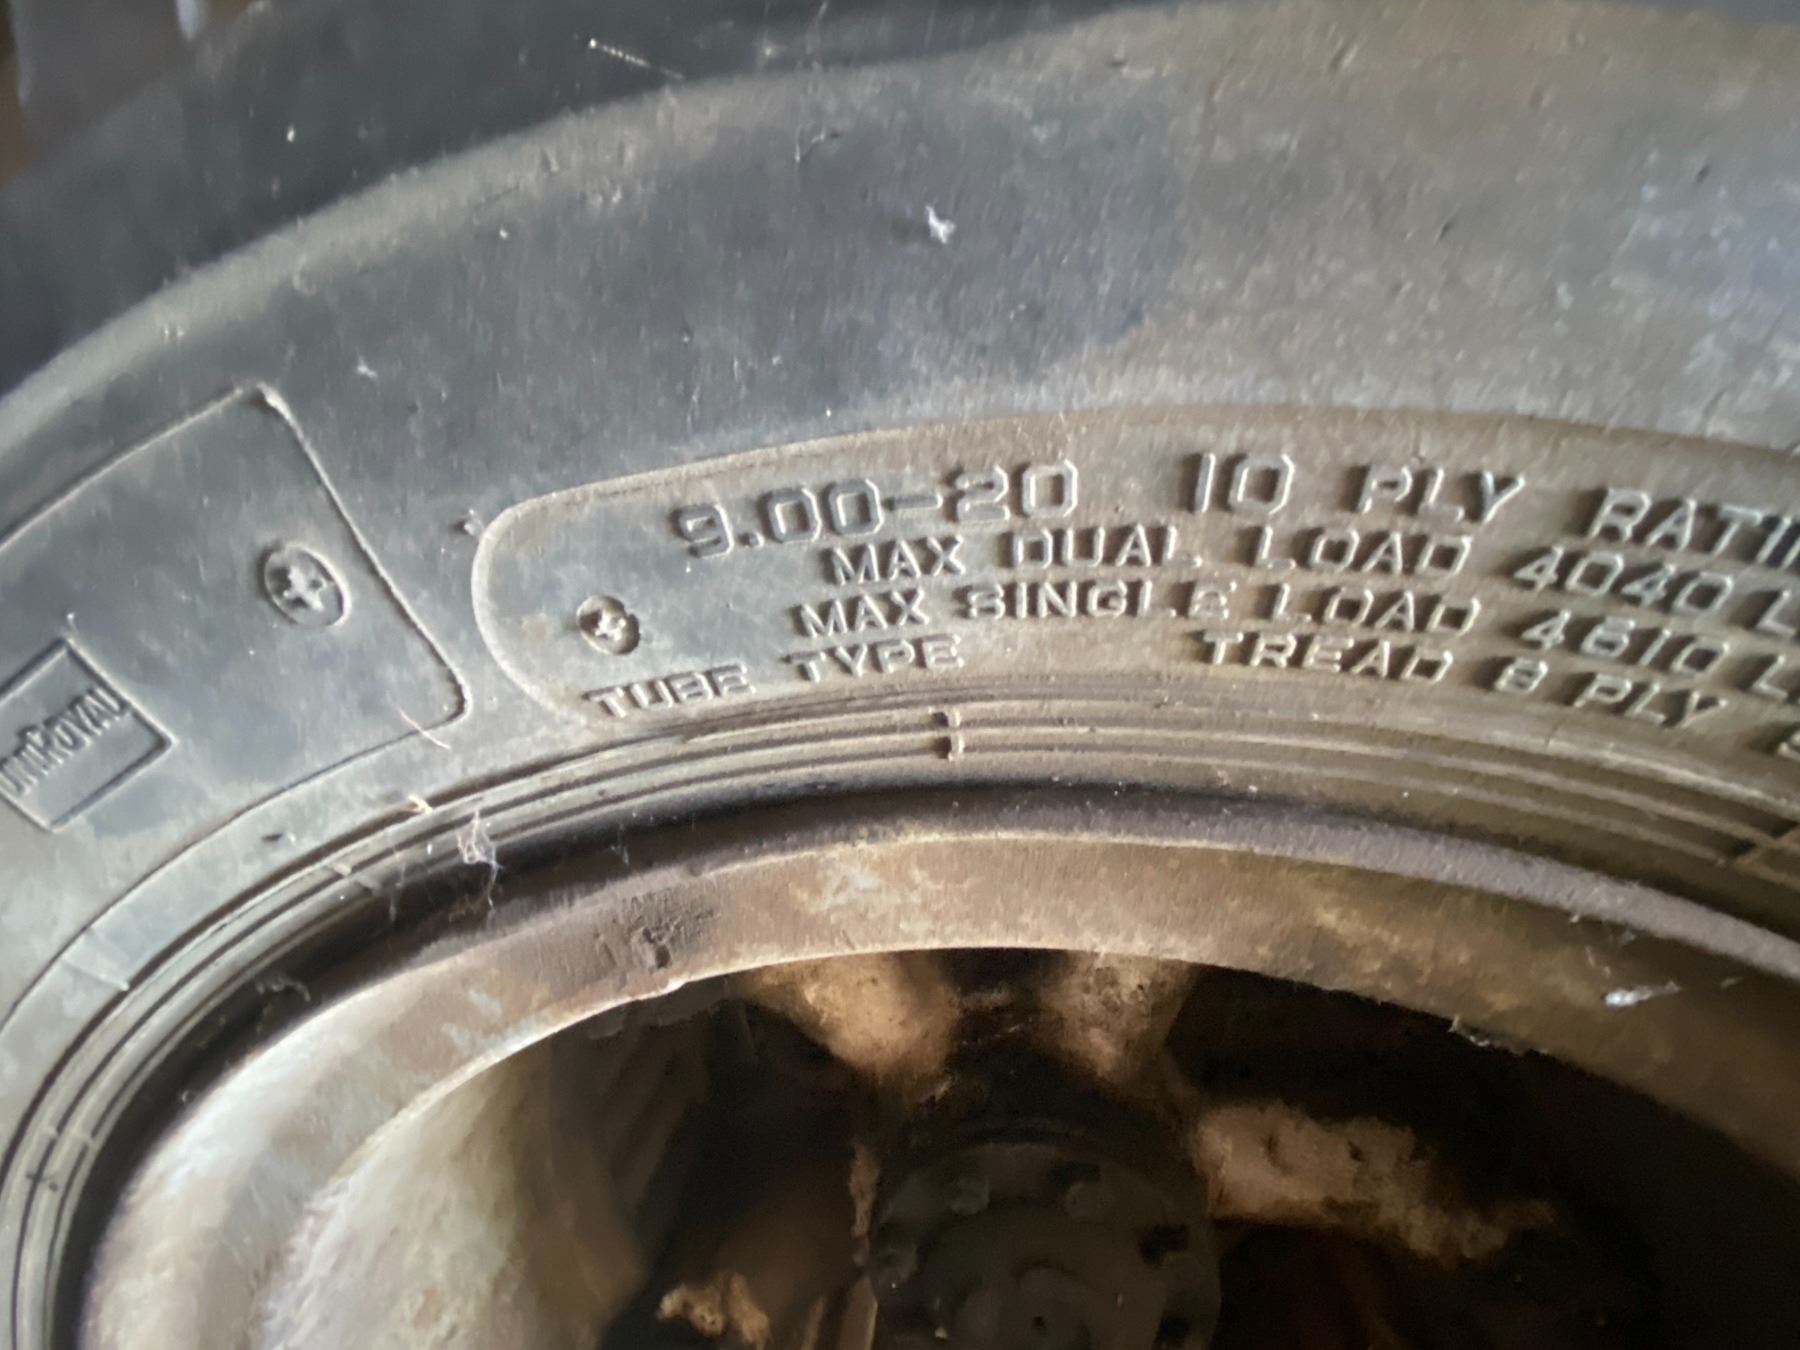 9.00-20 10 PLY RATIN
MAX DUAL LOAD 4040 L
MAX SINGLE LOAD 4610 L
TUBE TYPE TREAD 8 PLY S
UNIROYAL